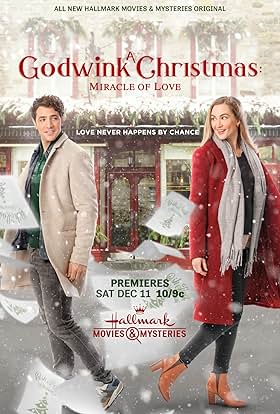 ALL NEW HALLMARK MOVIES & MYSTERIES ORIGINAL
A
Godwink Christmas:
MIRACLE OF LOVE
LOVE NEVER HAPPENS BY CHANCE
PREMIERES
SAT DEC 11 10/9c
Hallmark
MOVIES & MYSTERIES